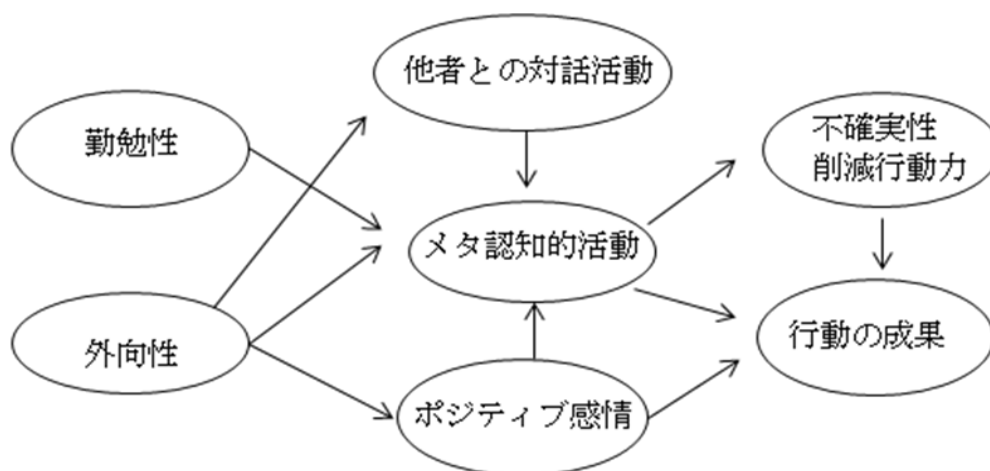 他者との対話活動
勤勉性
不確実性
削減行動力
メタ認知的活動
外向性
行動の成果
ポジティブ感情